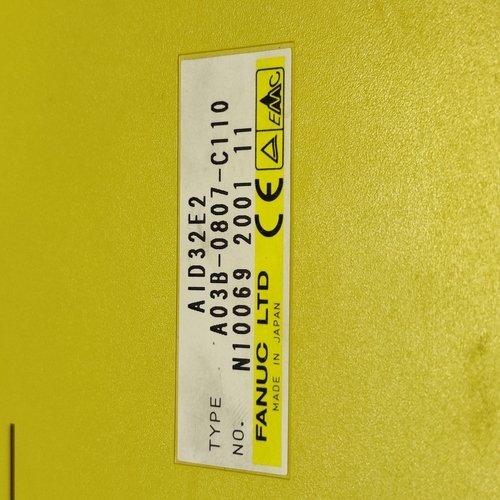 AID32E2
TYPE A03B-0807-C110
NO. N10069 2001 11
FANUC LTD CE EMC
MADE IN JAPAN